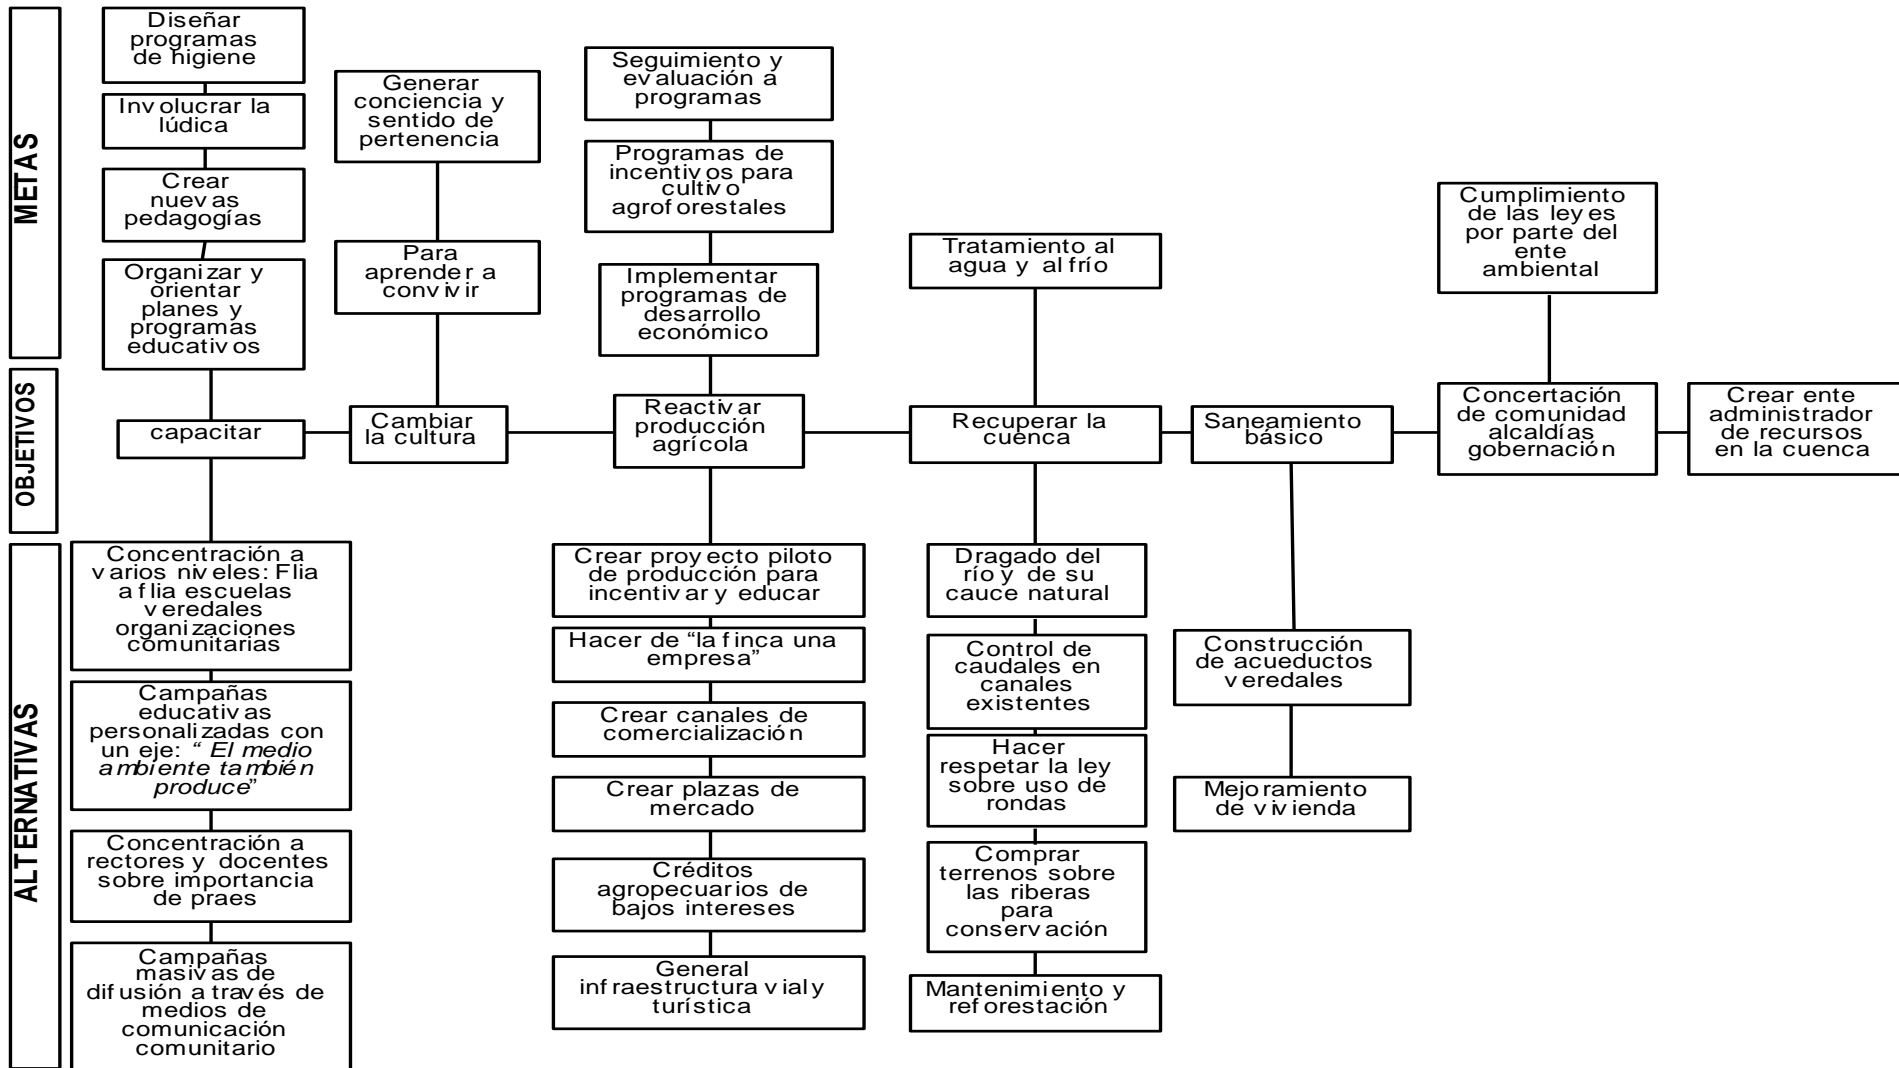 METAS
Diseñar
programas
de higiene
Involucrar la
lúdica
Crear
nuevas
pedagogías
Organizar y
orientar
planes y
programas
educativos
Generar
conciencia y
sentido de
pertenencia
Para
aprender a
convivir
Seguimiento y
evaluación a
programas
Programas de
incentivos para
cultivo
agroforestales
Implementar
programas de
desarrollo
económico
Tratamiento al
agua y al frío
Cumplimiento
de las leyes
por parte del
ente
ambiental
OBJETIVOS
capacitar
Cambiar
la cultura
Reactivar
producción
agrícola
Recuperar la
cuenca
Saneamiento
básico
Concertación
de comunidad
alcaldías
gobernación
Crear ente
administrador
de recursos
en la cuenca
ALTERNATIVAS
Concentración a
varios niveles: Flia
a flia escuelas
veredales
organizaciones
comunitarias
Campañas
educativas
personalizadas con
un eje: “ El medio
ambiente también
produce”
Concentración a
rectores y docentes
sobre importancia
de praes
Campañas
masivas de
difusión a través de
medios de
comunicación
comunitario
Crear proyecto piloto
de producción para
incentivar y educar
Hacer de “la finca una
empresa”
Crear canales de
comercialización
Crear plazas de
mercado
Créditos
agropecuarios de
bajos intereses
General
infraestructura vial y
turística
Dragado del
río y de su
cauce natural
Control de
caudales en
canales
existentes
Hacer
respetar la ley
sobre uso de
rondas
Comprar
terrenos sobre
las riberas
para
conservación
Mantenimiento y
reforestación
Construcción
de acueductos
veredales
Mejoramiento
de vivienda